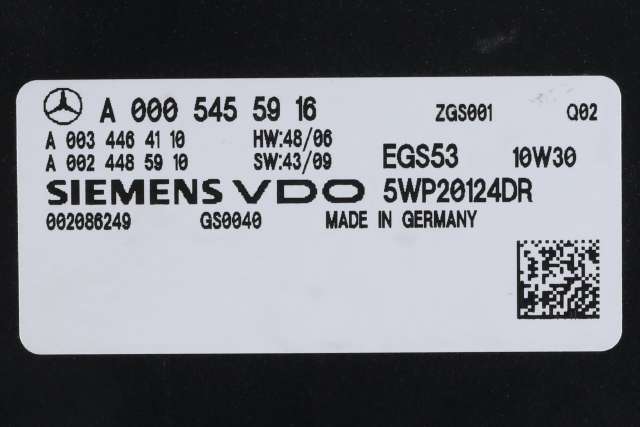 A 000 545 59 16 ZGS001 Q02
A 003 446 41 10 HW:48/06
A 002 448 59 10 SW:43/09 EGS53 10W30
SIEMENS VDO 5WP20124DR
002086249 GS0040 MADE IN GERMANY